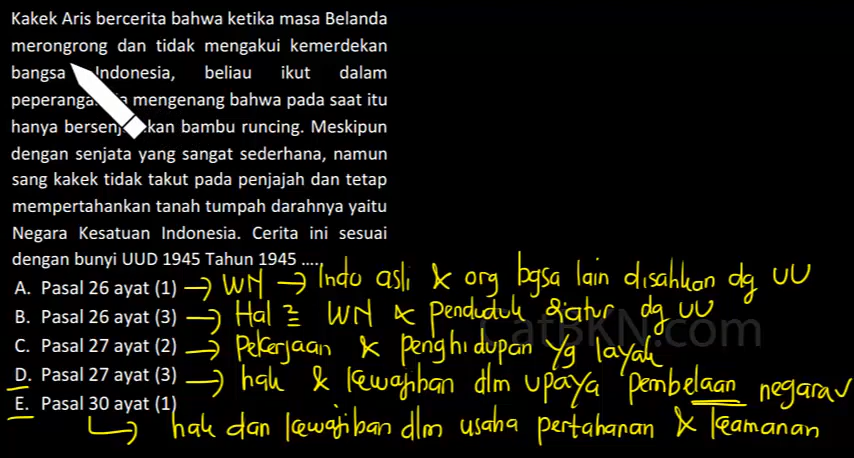 Kakek Aris bercerita bahwa ketika masa Belanda
merongrong dan tidak mengakui kemerdekan
bangsa Indonesia, beliau ikut dalam
mengenang bahwa pada saat itu
hanya bambu runcing. Meskipun
dengan senjata yang sangat sederhana, namun
sang kakek tidak takut pada penjajah dan tetap
mempertahankan tanah tumpah darahnya yaitu
Negara Kesatuan Indonesia. Cerita ini sesuai
dengan bunyi UUD 1945 Tahun 1945 ....
A. Pasal 26 ayat (1) → WN → Indo asli & org bgsa lain disahkan dg UU
B. Pasal 26 ayat (3) → Hal ≥ WN & Penduduk diatur dg UU
C. Pasal 27 ayat (2) → Pekerjaan & Penghidupan yg layak
D. Pasal 27 ayat (3) → hak & kewajiban dlm upaya pembelaan negara
E. Pasal 30 ayat (1)
hak dan kewajiban dlm usaha pertahanan & keamanan
CatBKN.com